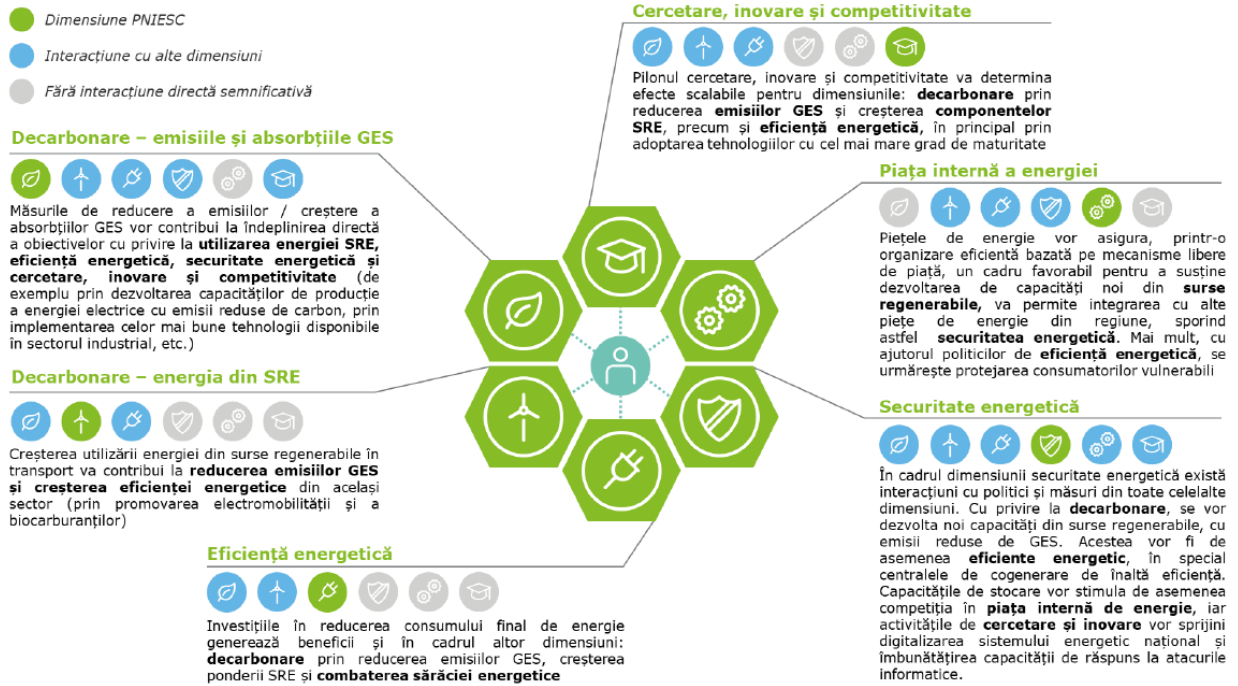 Dimensiune PNIESC
Interacțiune cu alte dimensiuni
Fără interacțiune directă semnificativă
Decarbonare – emisiile și absorbțiile GES
Măsurile de reducere a emisiilor / creștere a
absorbțiilor GES vor contribui la îndeplinirea directă
a obiectivelor cu privire la utilizarea energiei SRE,
eficiență energetică, securitate energetică și
cercetare, inovare și competitivitate (de
exemplu prin dezvoltarea capacităților de producție
a energiei electrice cu emisii reduse de carbon, prin
implementarea celor mai bune tehnologii disponibile
în sectorul industrial, etc.)
Decarbonare – energia din SRE
Creșterea utilizării energiei din surse regenerabile în
transport va contribui la reducerea emisiilor GES
și creșterea eficienței energetice din același
sector (prin promovarea electromobilității și a
biocarburanților)
Eficiență energetică
Investițiile în reducerea consumului final de energie
generează beneficii și în cadrul altor dimensiuni:
decarbonare prin reducerea emisiilor GES, creșterea
ponderii SRE și combaterea sărăciei energetice
Cercetare, inovare și competitivitate
Pilonul cercetare, inovare și competitivitate va determina
efecte scalabile pentru dimensiunile: decarbonare prin
reducerea emisiilor GES și creșterea componentelor
SRE, precum și eficiență energetică, în principal prin
adoptarea tehnologiilor cu cel mai mare grad de maturitate
Piața internă a energiei
Piețele de energie vor asigura, printr-o
organizare eficientă bazată pe mecanisme libere
de piață, un cadru favorabil pentru a susține
dezvoltarea de capacități noi din surse
regenerabile, va permite integrarea cu alte
piețe de energie din regiune, sporind
astfel securitatea energetică. Mai mult, cu
ajutorul politicilor de eficiență energetică, se
urmărește protejarea consumatorilor vulnerabili
Securitate energetică
În cadrul dimensiunii securitate energetică există
interacțiuni cu politici și măsuri din toate celelalte
dimensiuni. Cu privire la decarbonare, se vor
dezvolta noi capacități din surse regenerabile, cu
emisii reduse de GES. Acestea vor fi de
asemenea eficiente energetic, în special
centralele de cogenerare de înaltă eficiență.
Capacitățile de stocare vor stimula de asemenea
competiția în piața internă de energie, iar
activitățile de cercetare și inovare vor sprijini
digitalizarea sistemului energetic național și
îmbunătățirea capacității de răspuns la atacurile
informatice.